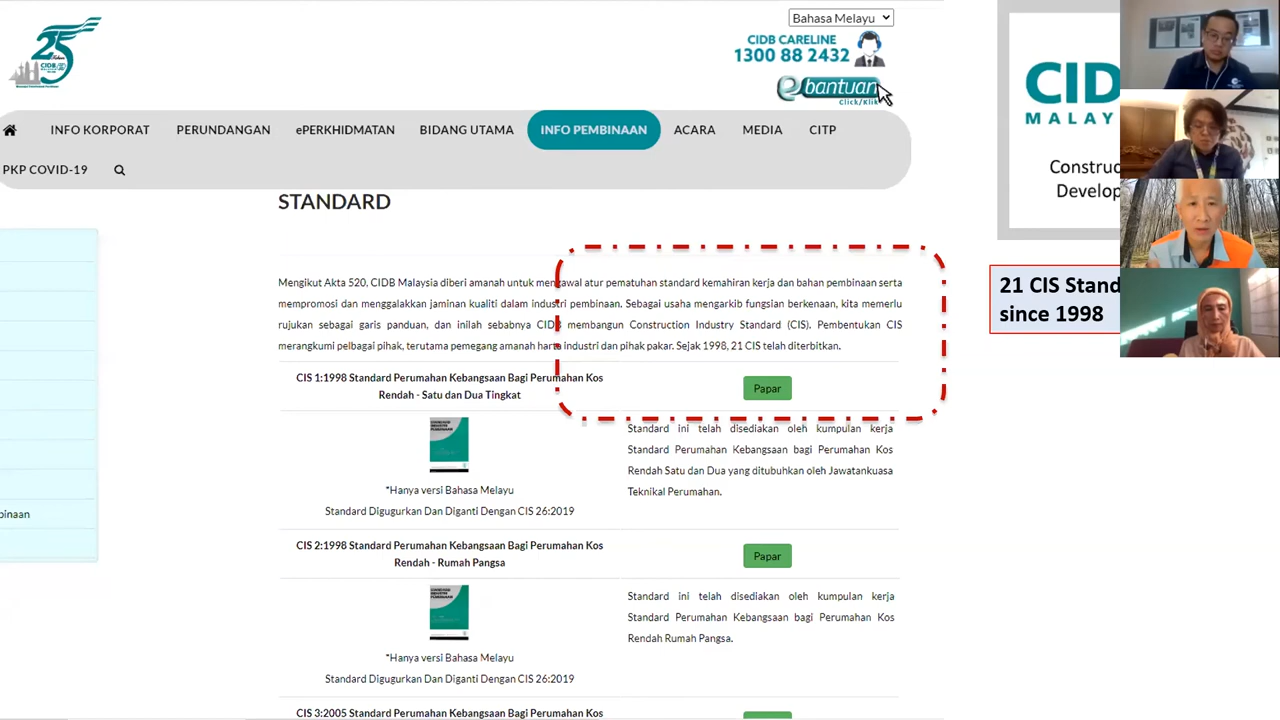 Bahasa Melayu
25
CIDB CARELINE
1300 88 2432
ebantuan
Click/Klik
INFO KORPORAT
PERUNDANGAN
ePERKHIDMATAN
BIDANG UTAMA
INFO PEMBINAAN
ACARA
MEDIA
CITP
PKP COVID-19
STANDARD
Mengikut Akta 520, CIDB Malaysia diberi amanah untuk mengawal atur pematuhan standard kemahiran kerja dan bahan pembinaan serta
mempromosi dan menggalakkan jaminan kualiti dalam industri pembinaan. Sebagai usaha mengarkib fungsian berkenaan, kita memerlu
rujukan sebagai garis panduan, dan inilah sebabnya CIDB membangun Construction Industry Standard (CIS). Pembentukan CIS
merangkumi pelbagai pihak, terutama pemegang amanah harta industri dan pihak pakar. Sejak 1998, 21 CIS telah diterbitkan.
CIS 1:1998 Standard Perumahan Kebangsaan Bagi Perumahan Kos
Rendah - Satu dan Dua Tingkat
Papar
Standard ini telah disediakan oleh kumpulan kerja
Standard Perumahan Kebangsaan bagi Perumahan Kos
Rendah Satu dan Dua yang ditubuhkan oleh Jawatankuasa
Teknikal Perumahan.
*Hanya versi Bahasa Melayu
Standard Digugurkan Dan Diganti Dengan CIS 26:2019
CIS 2:1998 Standard Perumahan Kebangsaan Bagi Perumahan Kos
Rendah - Rumah Pangsa
Papar
Standard ini telah disediakan oleh kumpulan kerja
Standard Perumahan Kebangsaan bagi Perumahan Kos
Rendah Rumah Pangsa.
*Hanya versi Bahasa Melayu
Standard Digugurkan Dan Diganti Dengan CIS 26:2019
CIS 3:2005 Standard Perumahan Kebangsaan Bagi Perumahan Kos
binaan
CID
MALAY
Construc
Develop
21 CIS Stand
since 1998